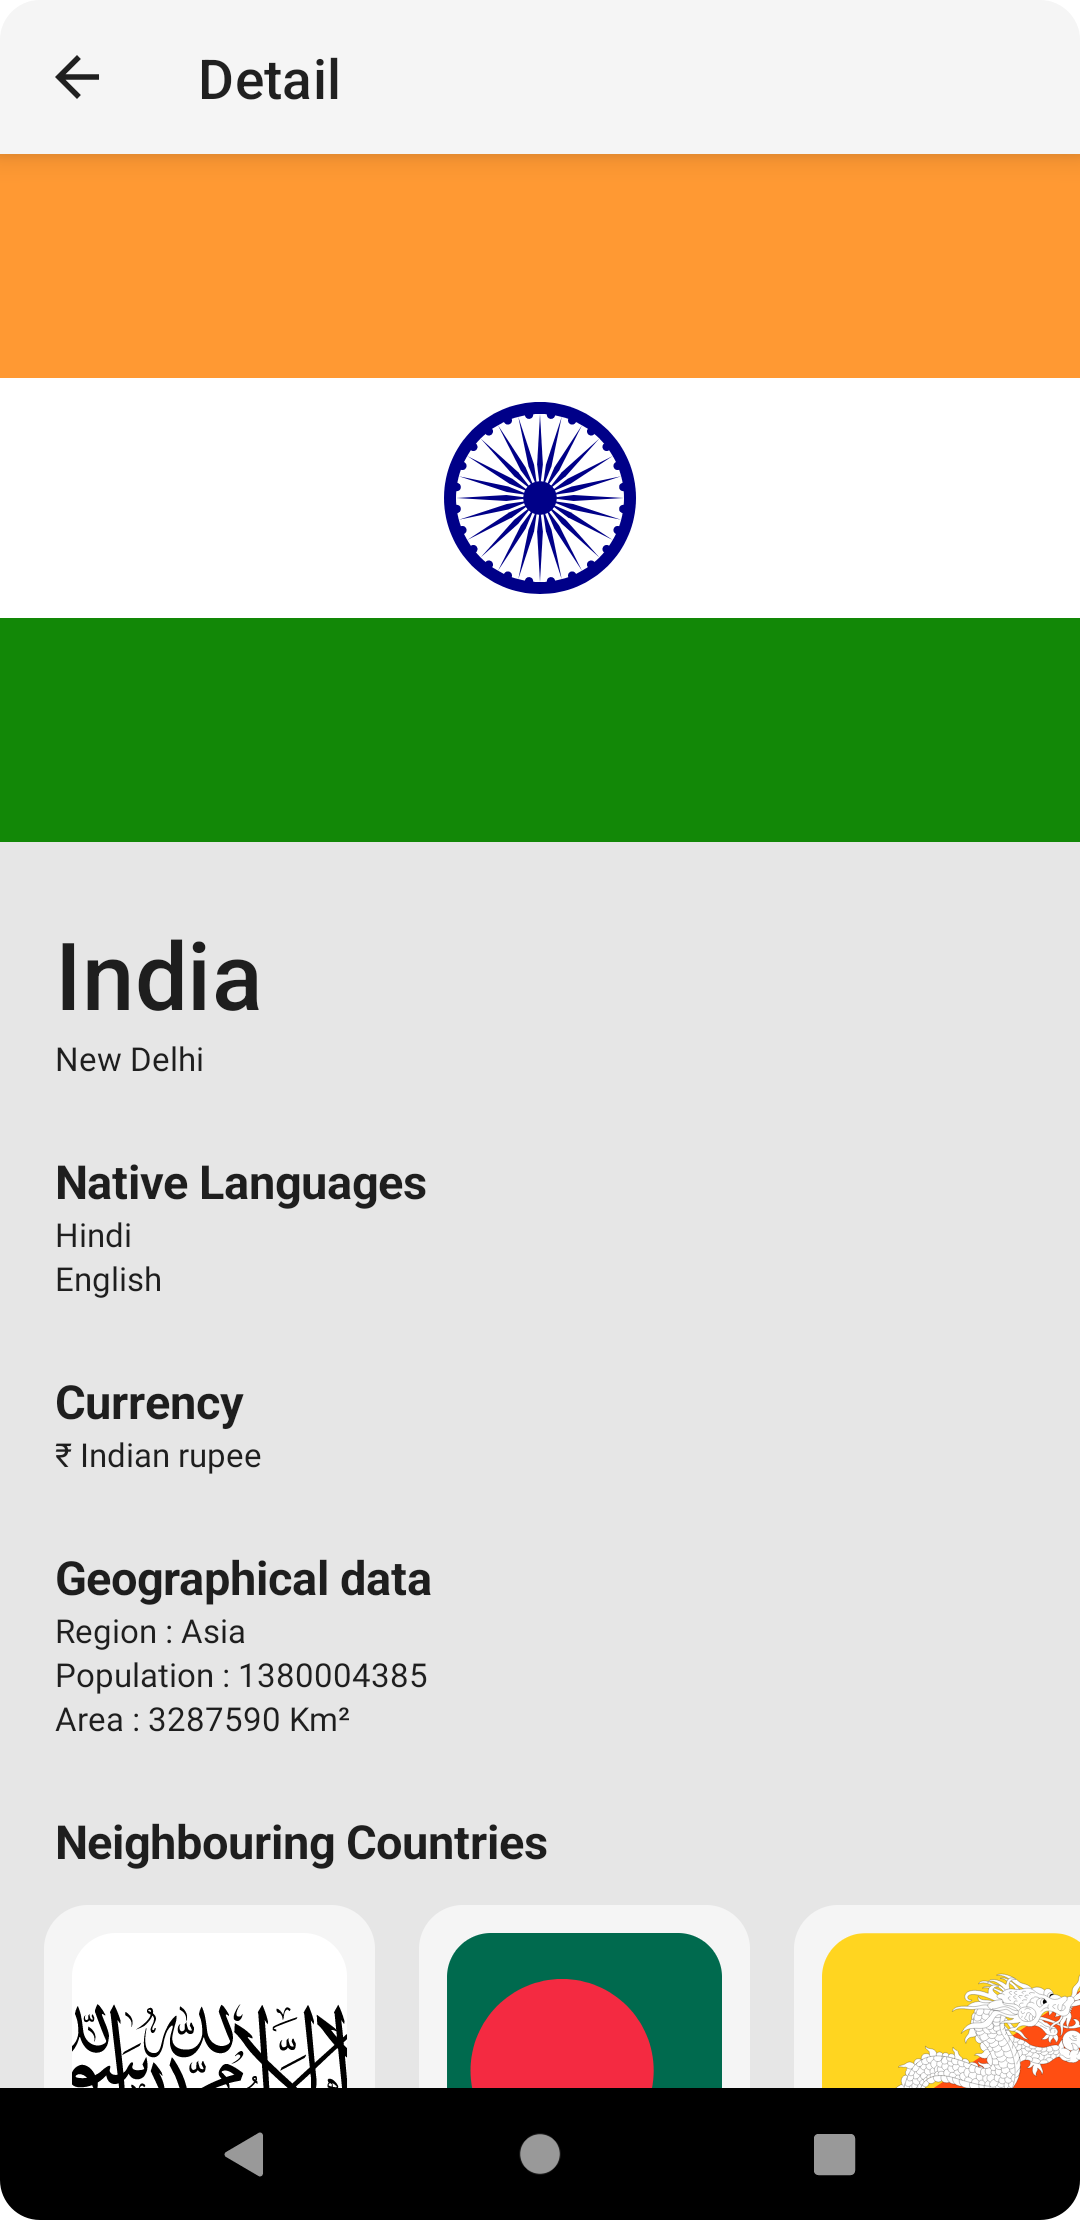 Detail
India
New Delhi
Native Languages
Hindi
English
Currency
₹ Indian rupee
Geographical data
Region : Asia
Population : 1380004385
Area : 3287590 Km²
Neighbouring Countries